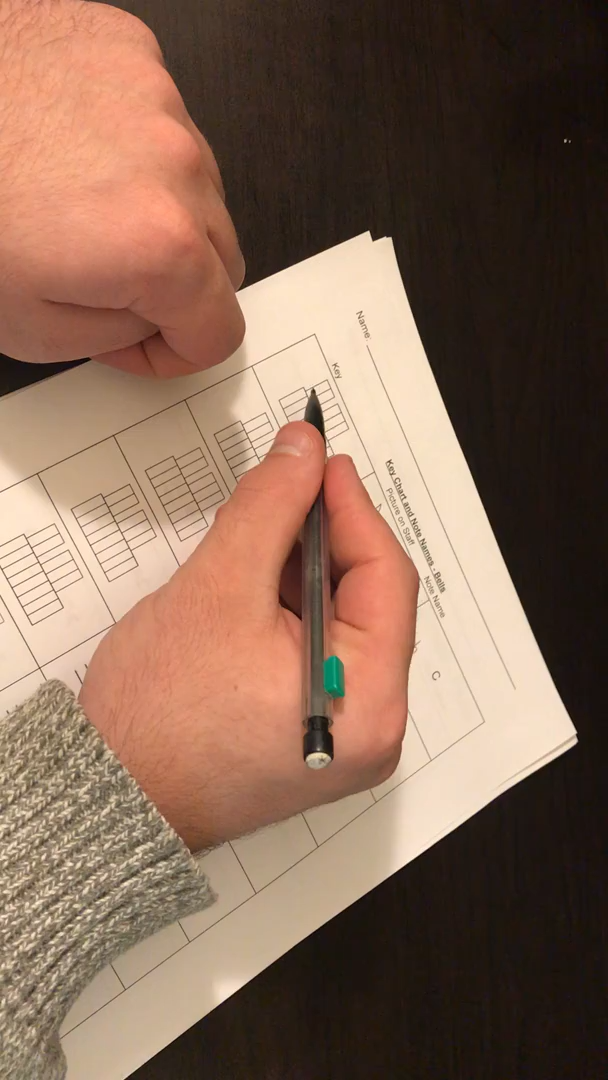 Name:
Key Chart and Note Names - Bells
Key
Picture on Staff
Note Name
C